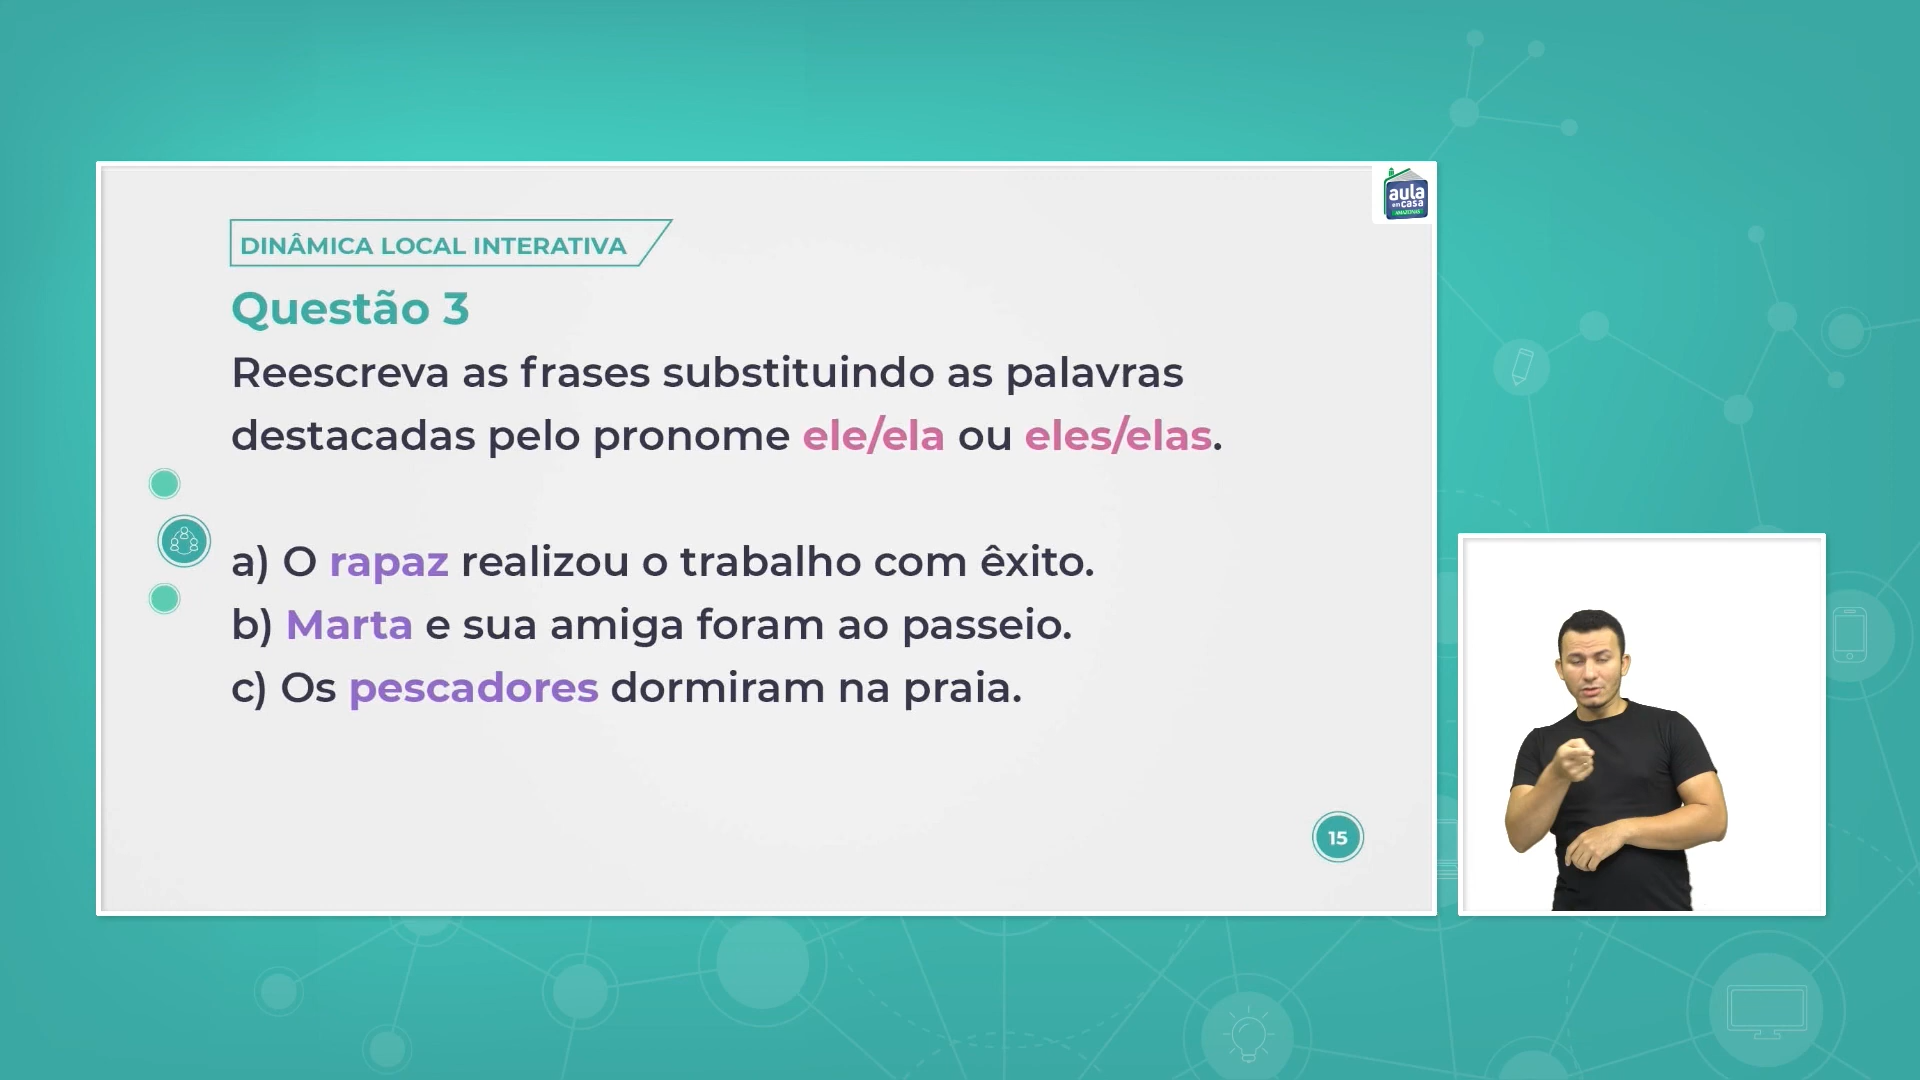 aula
em casa
AMAZONAS
DINÂMICA LOCAL INTERATIVA
Questão 3
Reescreva as frases substituindo as palavras
destacadas pelo pronome ele/ela ou eles/elas.
a) O rapaz realizou o trabalho com êxito.
b) Marta e sua amiga foram ao passeio.
c) Os pescadores dormiram na praia.
15